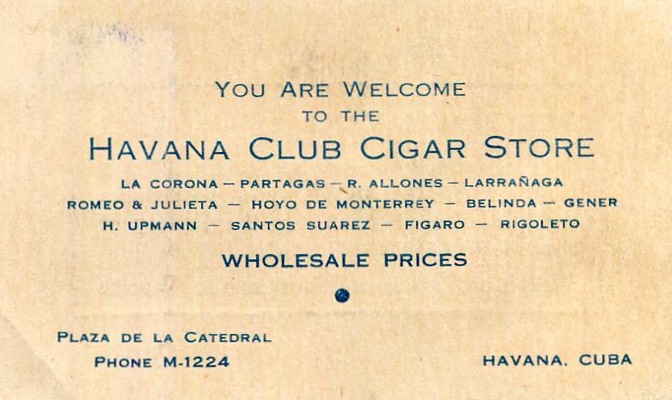 YOU ARE WELCOME
TO THE
HAVANA CLUB CIGAR STORE
LA CORONA — PARTAGAS — R. ALLONES — LARRAÑAGA
ROMEO & JULIETA — HOYO DE MONTERREY — BELINDA — GENER
H. UPMANN — SANTOS SUAREZ — FIGARO — RIGOLETO
WHOLESALE PRICES
PLAZA DE LA CATEDRAL
PHONE M-1224
HAVANA. CUBA